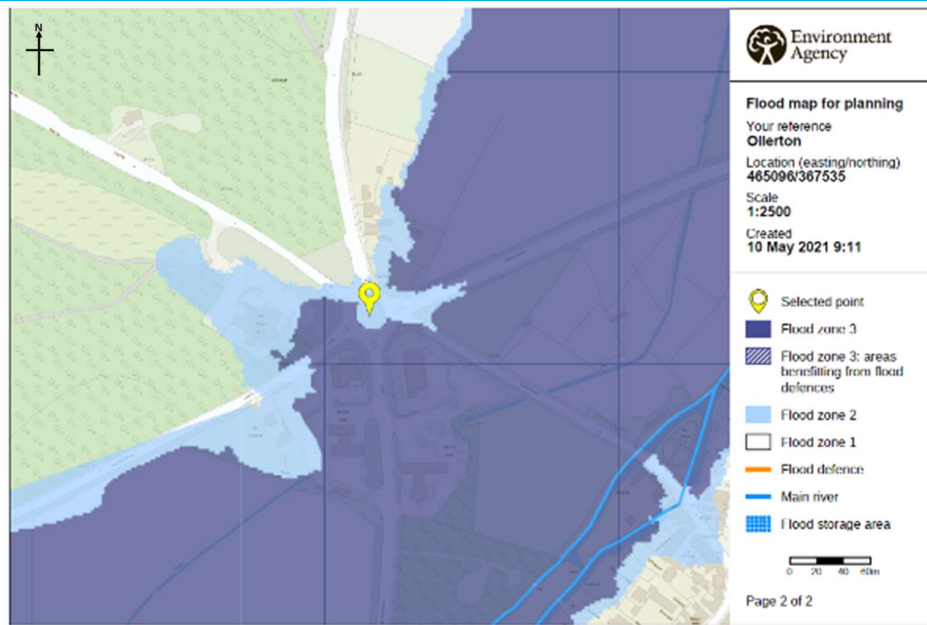 N
Environment
Agency
Flood map for planning
Your reference
Ollerton
Location (easting/northing)
465096/367535
Scale
1:2500
Created
10 May 2021 9:11
Selected point
Flood zone 3
Flood zone 3: areas
benefitting from flood
defences
Flood zone 2
Flood zone 1
Flood defence
Main river
Flood storage area
0 20 40 60m
Page 2 of 2